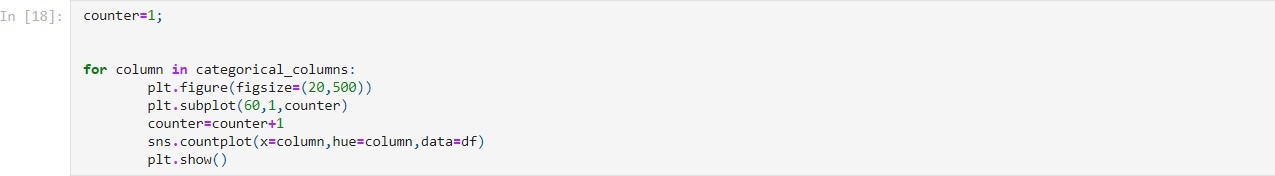 In [18]:
counter=1;
for column in categorical_columns:
        plt.figure(figsize=(20,500))
        plt.subplot(60,1,counter)
        counter=counter+1
        sns.countplot(x=column,hue=column,data=df)
        plt.show()